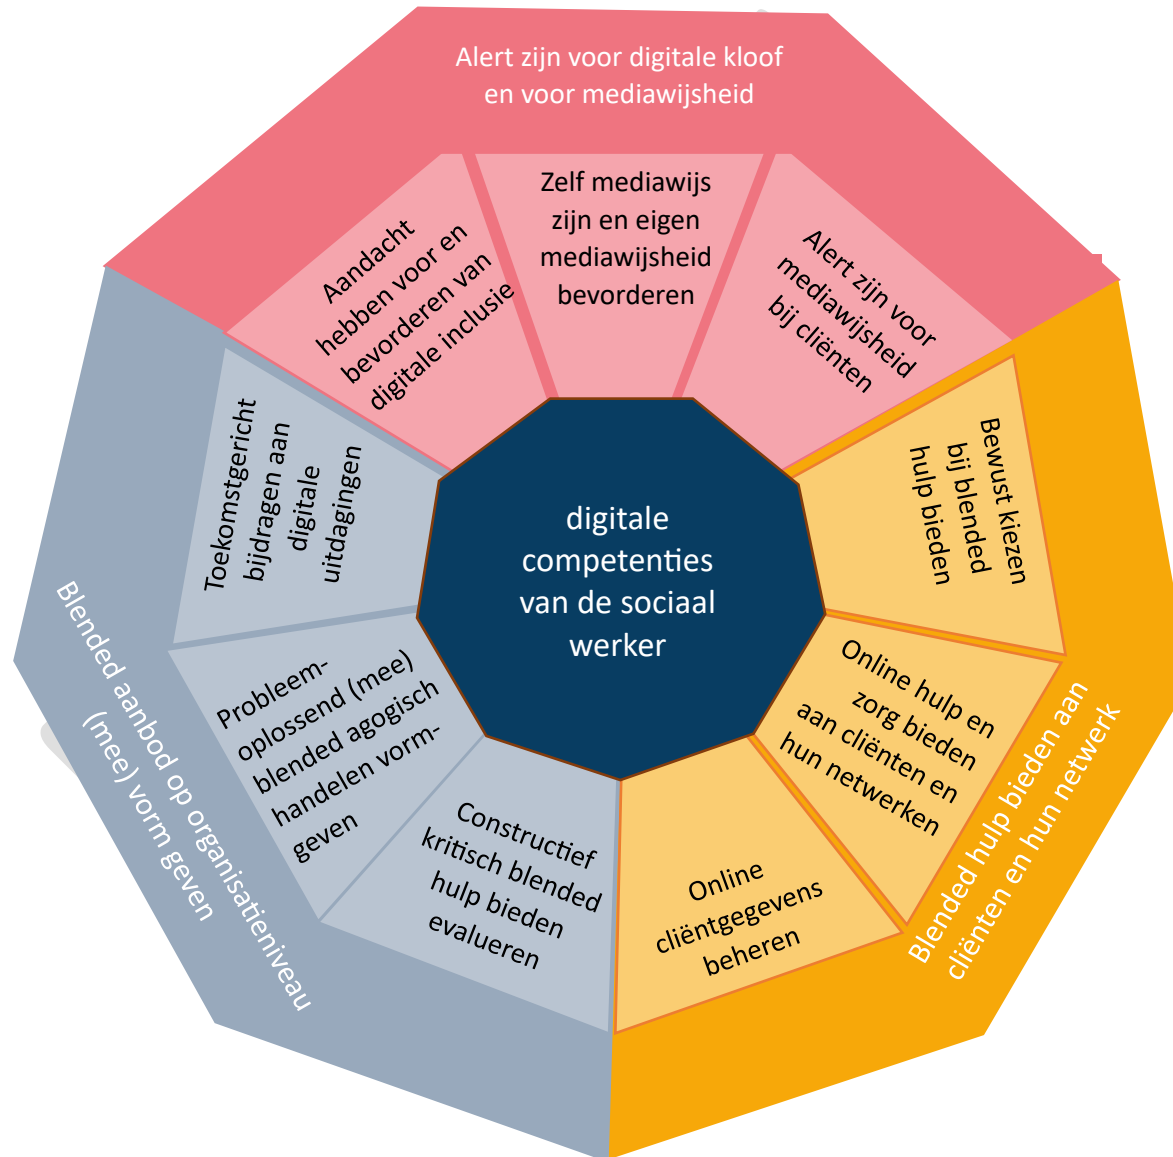 Alert zijn voor digitale kloof
en voor mediawijsheid
Aandacht
hebben voor en
bevorderen van
digitale inclusie
Zelf mediawijs
zijn en eigen
mediawijsheid
bevorderen
Alert zijn voor
mediawijsheid
bij cliënten
Bewust kiezen
bij blended
hulp bieden
Online hulp en
zorg bieden
aan cliënten en
hun netwerken
Online
cliëntgegevens
beheren
Blended hulp bieden aan
cliënten en hun netwerk
Constructief
kritisch blended
hulp bieden
evalueren
Probleem-
oplossend (mee)
blended agogisch
handelen vorm-
geven
Toekomstgericht
bijdragen aan
digitale
uitdagingen
Blended aanbod op organisatieniveau
(mee) vorm geven
digitale
competenties
van de sociaal
werker